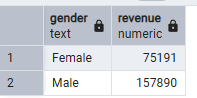 gender revenue
text numeric
1 Female 75191
2 Male 157890